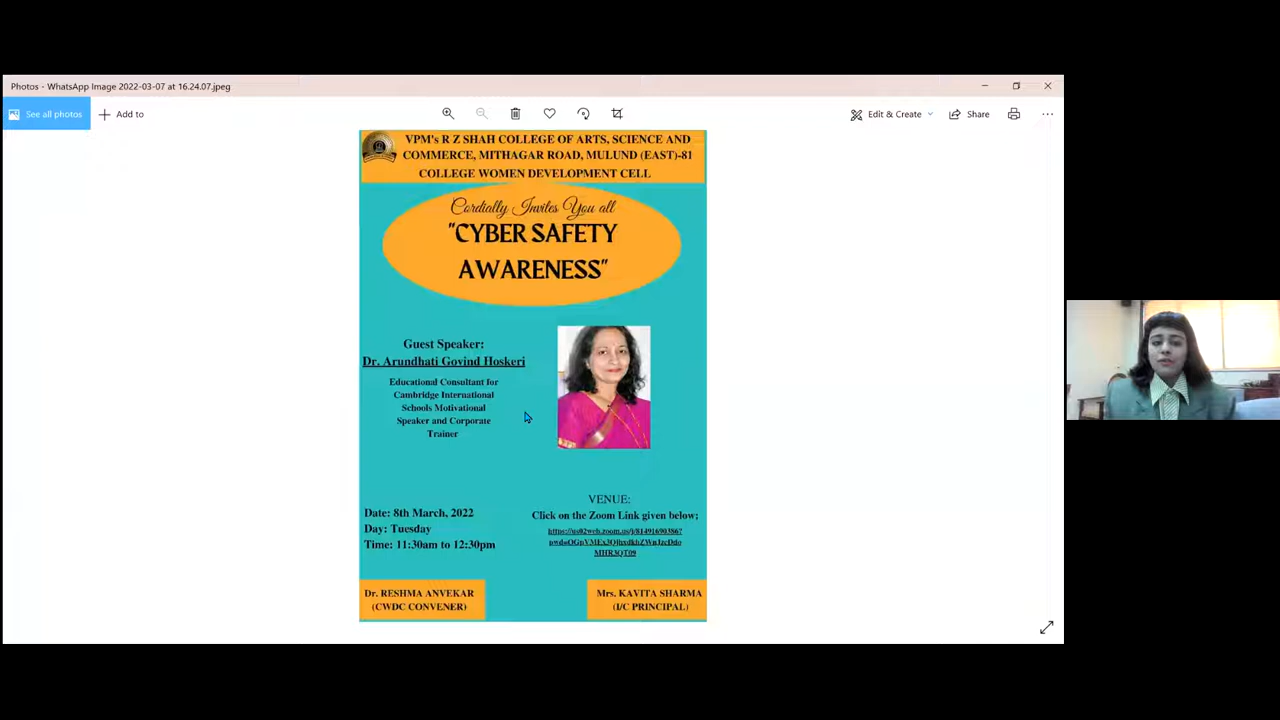 Photos - WhatsApp Image 2022-03-07 at 16.24.07.jpeg
See all photos
Add to
Edit & Create
Share
VPM's R Z SHAH COLLEGE OF ARTS, SCIENCE AND
COMMERCE, MITHAGAR ROAD, MULUND (EAST)-81
COLLEGE WOMEN DEVELOPMENT CELL
Cordially Invites You all
"CYBER SAFETY
AWARENESS"
Guest Speaker:
Dr. Arundhati Govind Hoskeri
Educational Consultant for
Cambridge International
Schools Motivational
Speaker and Corporate
Trainer
Date: 8th March, 2022
Day: Tuesday
Time: 11:30am to 12:30pm
VENUE:
Click on the Zoom Link given below;
Dr. RESHMA ANVEKAR
(CWDC CONVENER)
Mrs. KAVITA SHARMA
(I/C PRINCIPAL)